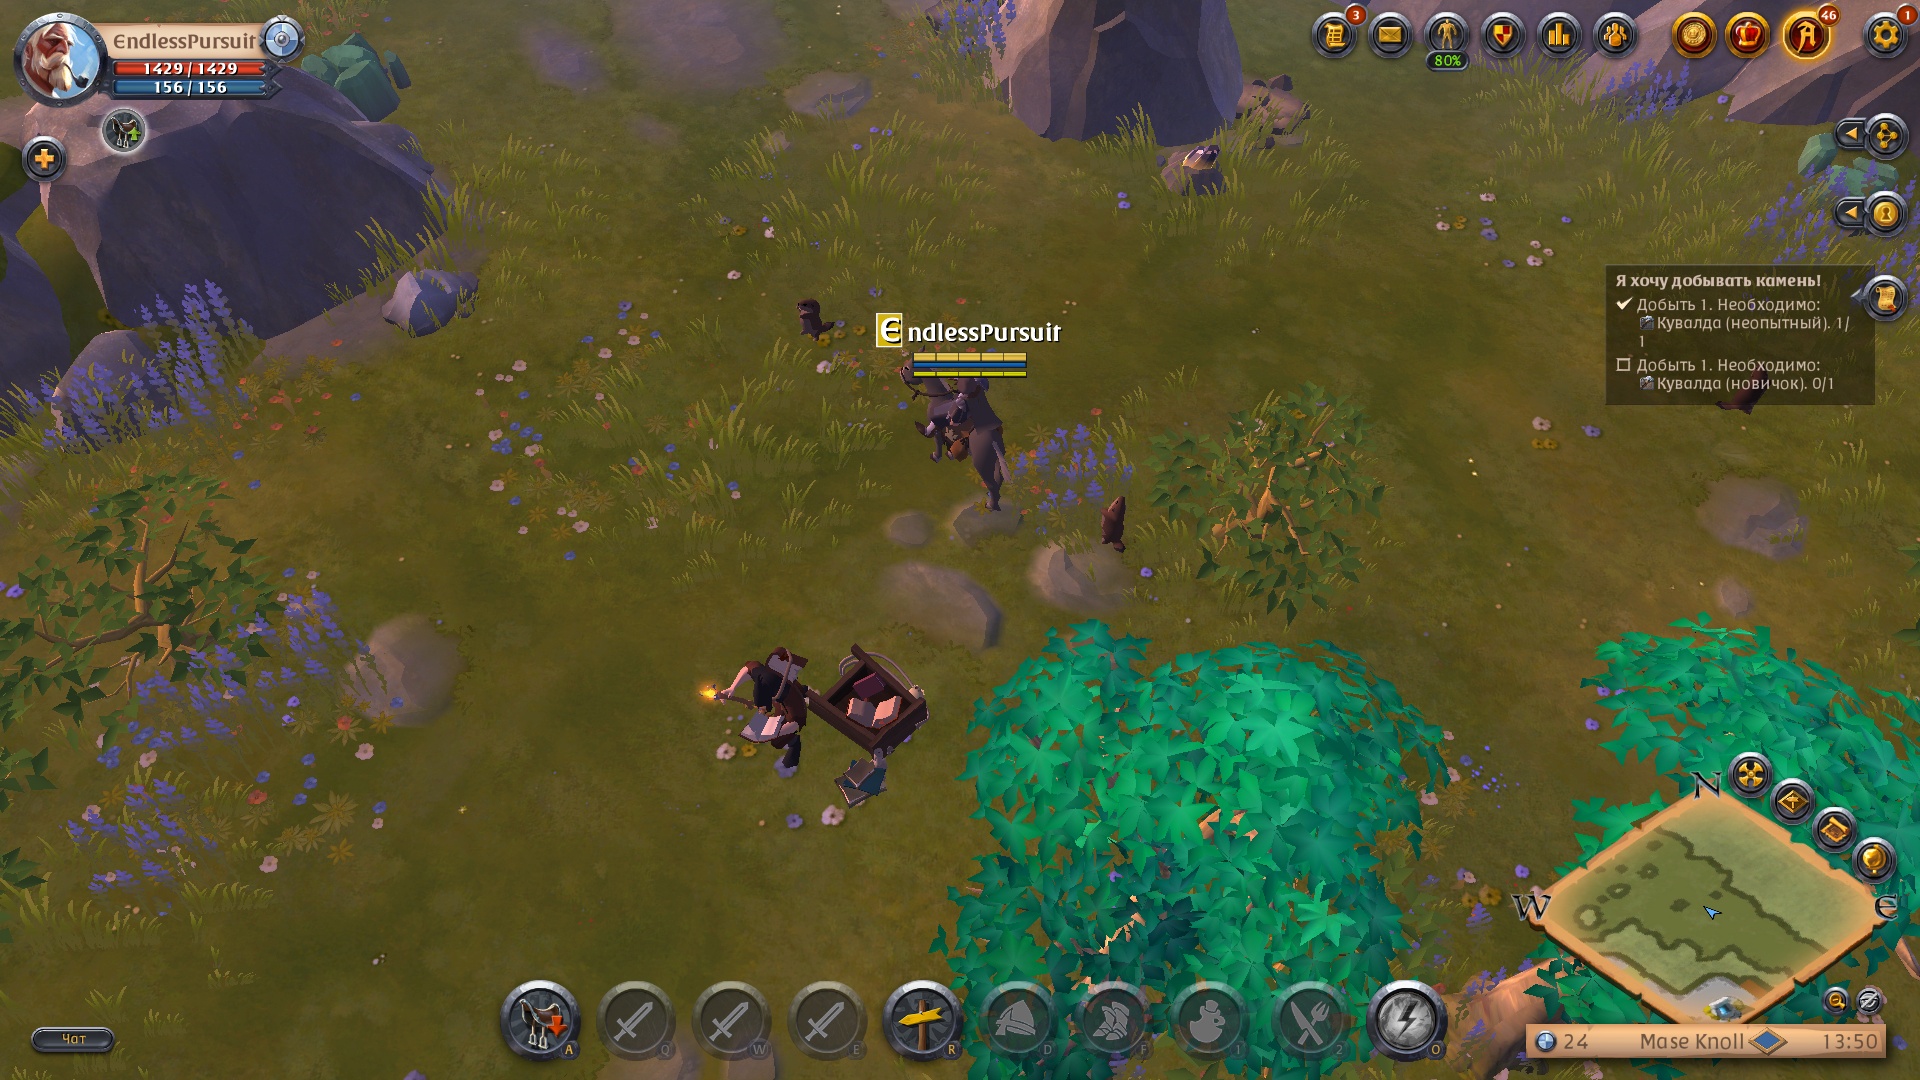 EndlessPursuit
1429 / 1429
156 / 156
3
80%
46
1
Я хочу добывать камень!
Добыть 1. Необходимо:
Кувалда (неопытный). 1/
1
Добыть 1. Необходимо:
Кувалда (новичок). 0/1
EndlessPursuit
N
W
E
Чат
A
Q
W
E
R
D
F
1
2
O
24
Mase Knoll
13:50